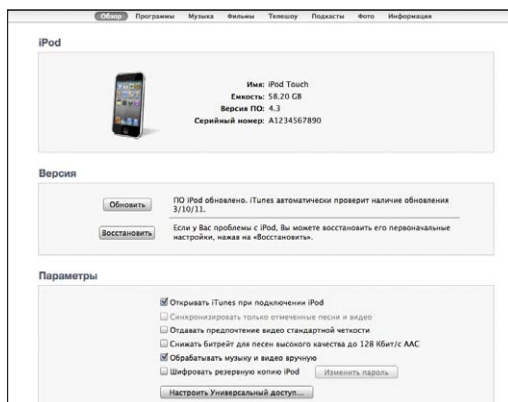 Обзор Программы Музыка Фильмы Телешоу Подкасты Фото Информация
iPod
Имя: iPod Touch
Емкость: 58.20 GB
Версия ПО: 4.3
Серийный номер: A1234567890
Версия
Обновить
ПО iPod обновлено. iTunes автоматически проверит наличие обновления
3/10/11.
Восстановить
Если у Вас проблемы с iPod, Вы можете восстановить его первоначальные
настройки, нажав на «Восстановить».
Параметры
Открывать iTunes при подключении iPod
Синхронизировать только отмеченные песни и видео
Отдавать предпочтение видео стандартной четкости
Снижать битрейт для песен высокого качества до 128 Кбит/с AAC
Обрабатывать музыку и видео вручную
Шифровать резервную копию iPod Изменить пароль
Настроить Универсальный доступ...